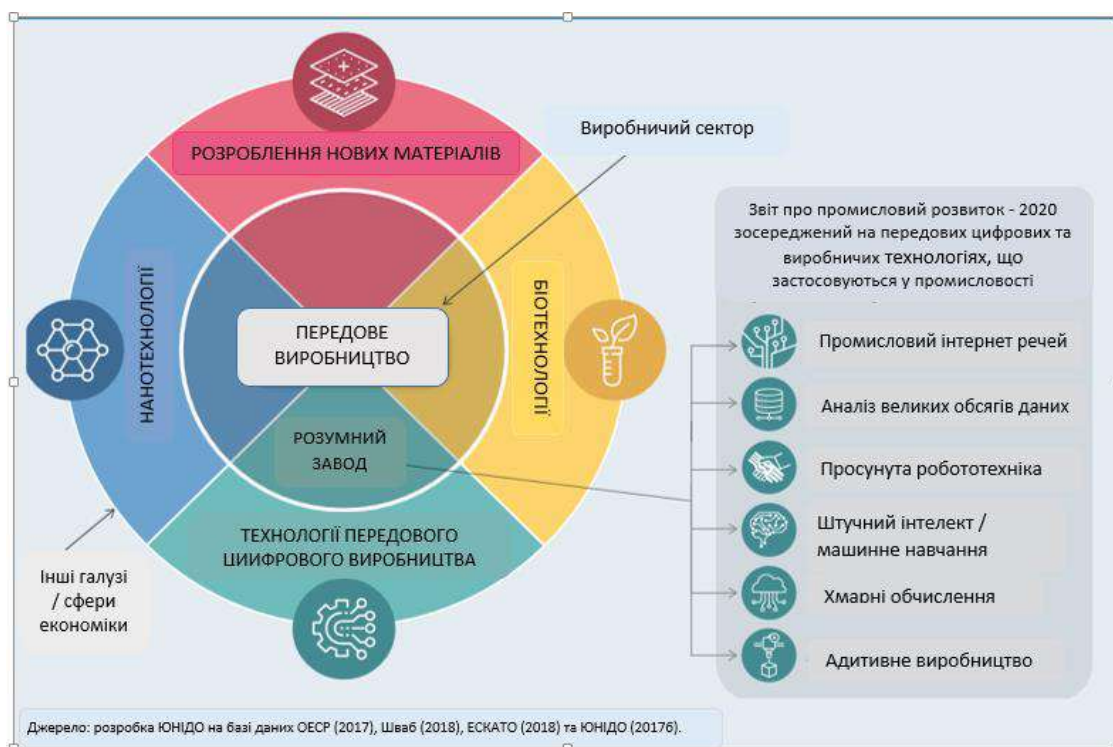 РОЗРОБЛЕННЯ НОВИХ МАТЕРІАЛІВ
Виробничий сектор
НАНОТЕХНОЛОГІЇ
ПЕРЕДОВЕ
ВИРОБНИЦТВО
БІОТЕХНОЛОГІЇ
РОЗУМНИЙ
ЗАВОД
ТЕХНОЛОГІЇ ПЕРЕДОВОГО
ЦИИФРОВОГО ВИРОБНИЦТВА
Інші галузі
/ сфери
економіки
Звіт про промисловий розвиток - 2020
зосереджений на передових цифрових та
виробничих технологіях, що
застосовуються у промисловості
Промисловий інтернет речей
Аналіз великих обсягів даних
Просунута робототехніка
Штучний інтелект /
машинне навчання
Хмарні обчислення
Адитивне виробництво
Джерело: розробка ЮНІДО на базі даних ОЕСР (2017), Шваб (2018), ЕСКАТО (2018) та ЮНІДО (2017б).